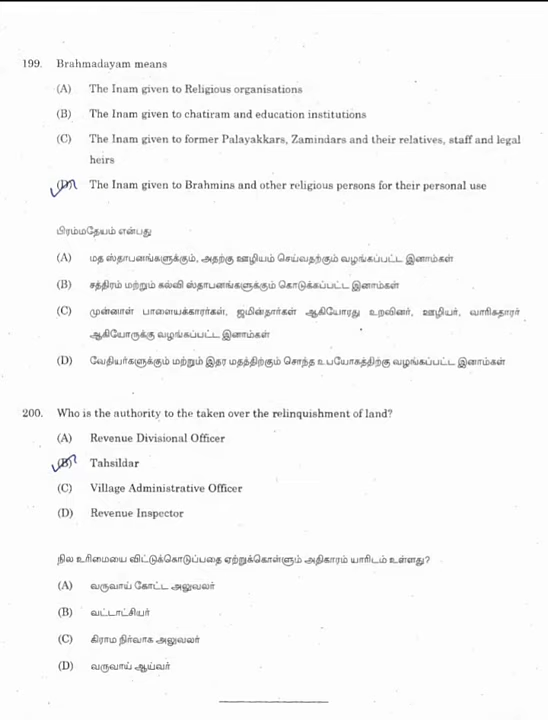 199. Brahmadayam means
(A) The Inam given to Religious organisations
(B) The Inam given to chatiram and education institutions
(C) The Inam given to former Palayakkars, Zamindars and their relatives, staff and legal
heirs
(D) The Inam given to Brahmins and other religious persons for their personal use
பிரம்மதேயம் என்பது
(A) மத ஸ்தாபனங்களுக்கும், அதற்கு ஊழியம் செய்வதற்கும் வழங்கப்பட்ட இனாம்கள்
(B) சத்திரம் மற்றும் கல்வி ஸ்தாபனங்களுக்கும் கொடுக்கப்பட்ட இனாம்கள்
(C) முன்னாள் பாளையக்காரர்கள், ஜமின்தார்கள் ஆகியோரது உறவினர், ஊழியர், வாரிசுதாரர்
ஆகியோருக்கு வழங்கப்பட்ட இனாம்கள்
(D) வேதியர்களுக்கும் மற்றும் இதர மதத்திற்கும் சொந்த உபயோகத்திற்கு வழங்கப்பட்ட இனாம்கள்
200. Who is the authority to the taken over the relinquishment of land?
(A) Revenue Divisional Officer
(B) Tahsildar
(C) Village Administrative Officer
(D) Revenue Inspector
நில உரிமையை விட்டுக்கொடுப்பதை ஏற்றுக்கொள்ளும் அதிகாரம் யாரிடம் உள்ளது?
(A) வருவாய் கோட்ட அலுவலர்
(B) வட்டாட்சியர்
(C) கிராம நிர்வாக அலுவலர்
(D) வருவாய் ஆய்வர்